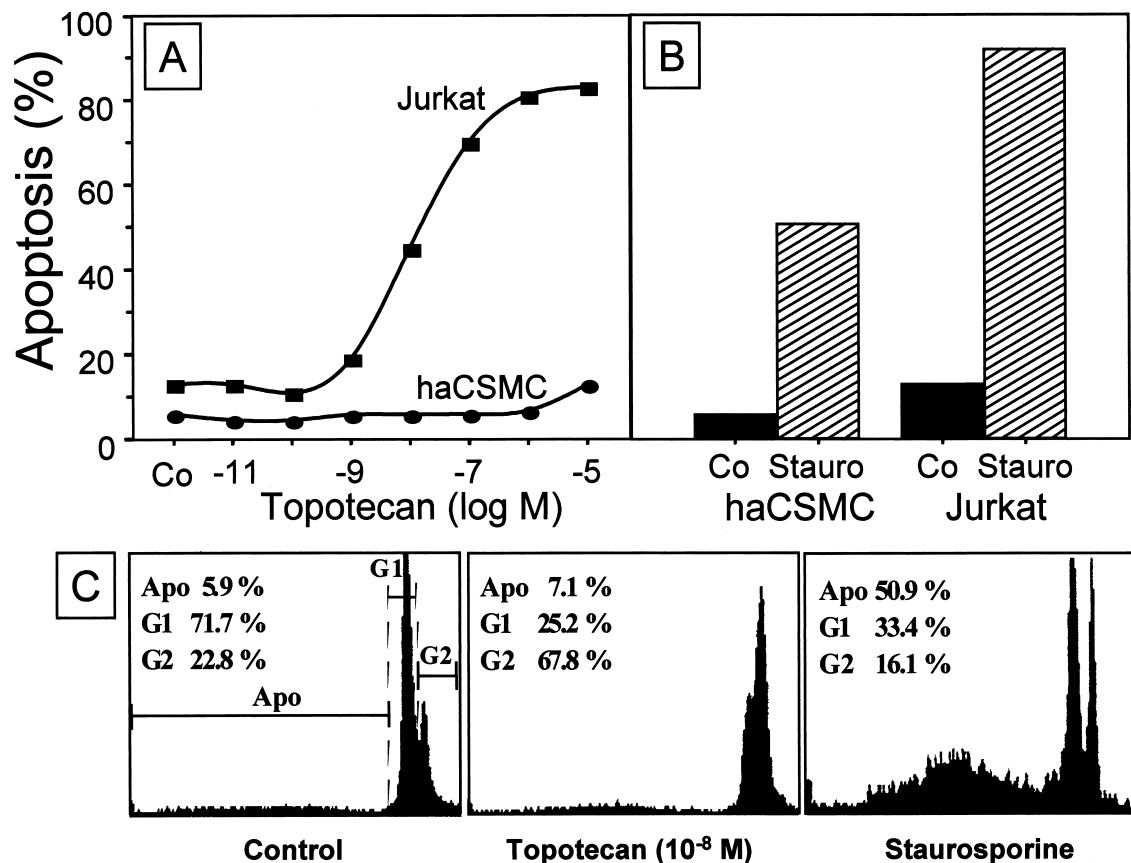 A
B
Apoptosis (%)
100
80
60
40
20
0
Jurkat
haCSMC
Co -11 -9 -7 -5
Topotecan (log M)
Co Stauro Co Stauro
haCSMC Jurkat
C
Apo 5.9 %
G1 71.7 %
G2 22.8 %
G1
G2
Apo
Control
Apo 7.1 %
G1 25.2 %
G2 67.8 %
Topotecan (10⁻⁸ M)
Apo 50.9 %
G1 33.4 %
G2 16.1 %
Staurosporine